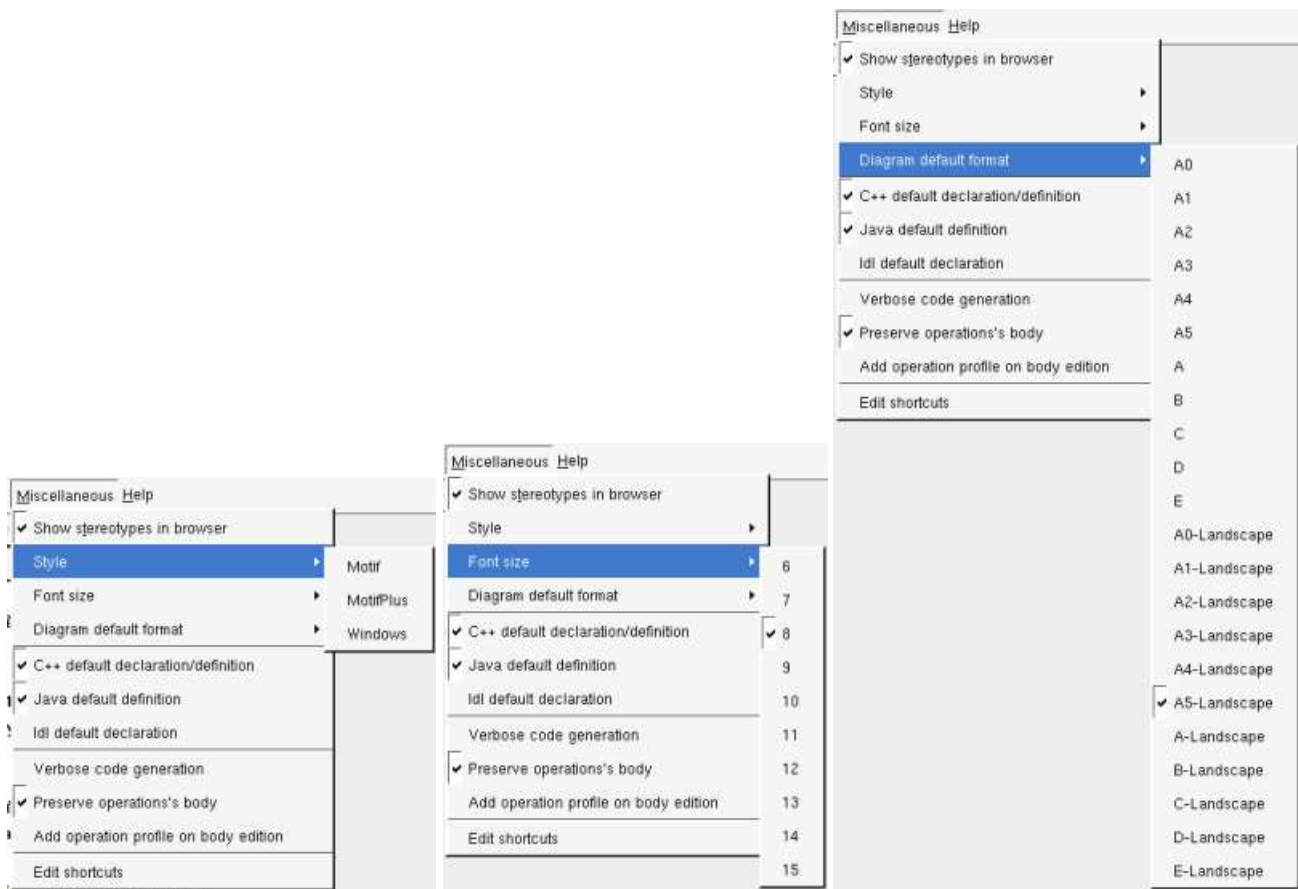 Miscellaneous Help
Show stereotypes in browser
Style
Font size
Diagram default format
C++ default declaration/definition
Java default definition
Idl default declaration
Verbose code generation
Preserve operations's body
Add operation profile on body edition
Edit shortcuts
Motif
MotifPlus
Windows
Miscellaneous Help
Show stereotypes in browser
Style
Font size
Diagram default format
C++ default declaration/definition
Java default definition
Idl default declaration
Verbose code generation
Preserve operations's body
Add operation profile on body edition
Edit shortcuts
6
7
8
9
10
11
12
13
14
15
Miscellaneous Help
Show stereotypes in browser
Style
Font size
Diagram default format
C++ default declaration/definition
Java default definition
Idl default declaration
Verbose code generation
Preserve operations's body
Add operation profile on body edition
Edit shortcuts
A0
A1
A2
A3
A4
A5
A
B
C
D
E
A0-Landscape
A1-Landscape
A2-Landscape
A3-Landscape
A4-Landscape
A5-Landscape
A-Landscape
B-Landscape
C-Landscape
D-Landscape
E-Landscape